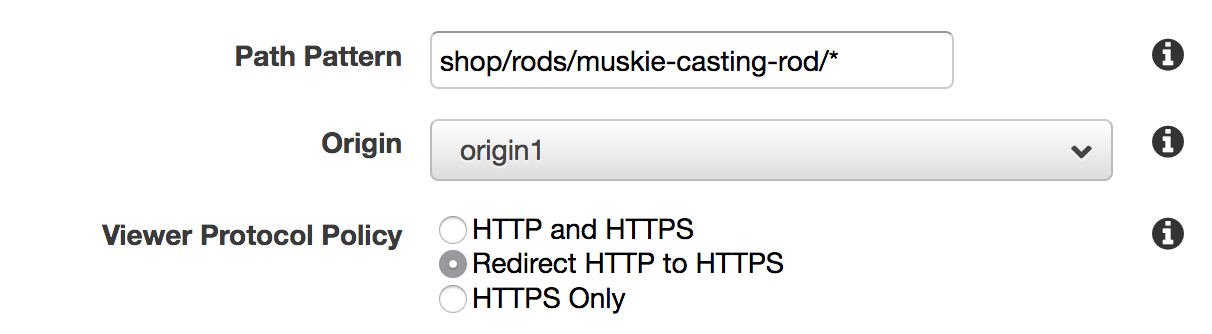 Path Pattern shop/rods/muskie-casting-rod/*
Origin origin1
Viewer Protocol Policy HTTP and HTTPS
Redirect HTTP to HTTPS
HTTPS Only